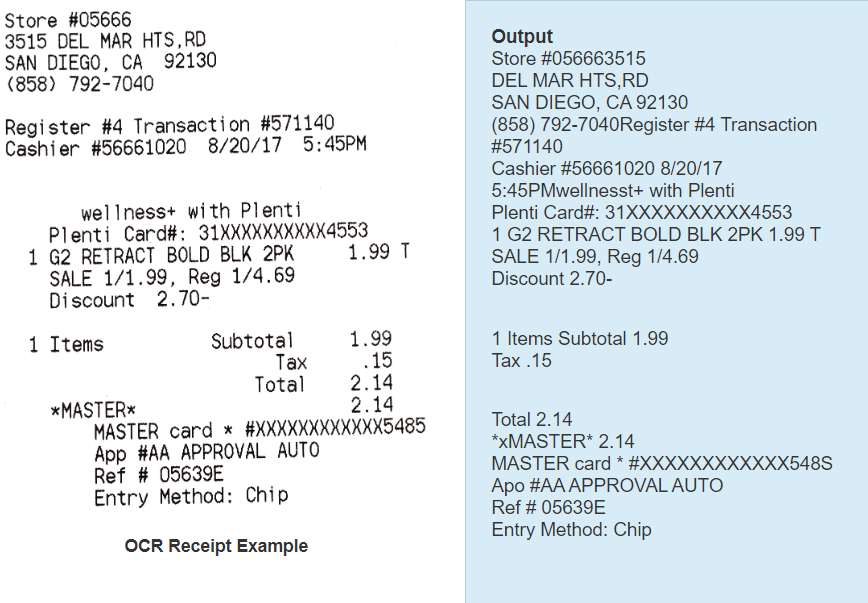 Store #05666
3515 DEL MAR HTS,RD
SAN DIEGO, CA 92130
(858) 792-7040
Register #4 Transaction #571140
Cashier #56661020 8/20/17 5:45PM
wellness+ with Plenti
Plenti Card#: 31XXXXXXXXXX4553
1 G2 RETRACT BOLD BLK 2PK 1.99 T
SALE 1/1.99, Reg 1/4.69
Discount 2.70-
1 Items Subtotal 1.99
Tax .15
Total 2.14
*MASTER* 2.14
MASTER card * #XXXXXXXXXXXX5485
App #AA APPROVAL AUTO
Ref # 05639E
Entry Method: Chip
OCR Receipt Example
Output
Store #056663515
DEL MAR HTS,RD
SAN DIEGO, CA 92130
(858) 792-7040Register #4 Transaction
#571140
Cashier #56661020 8/20/17
5:45PMwellnesst+ with Plenti
Plenti Card#: 31XXXXXXXXXX4553
1 G2 RETRACT BOLD BLK 2PK 1.99 T
SALE 1/1.99, Reg 1/4.69
Discount 2.70-
1 Items Subtotal 1.99
Tax .15
Total 2.14
*xMASTER* 2.14
MASTER card * #XXXXXXXXXXXX548S
Apo #AA APPROVAL AUTO
Ref # 05639E
Entry Method: Chip